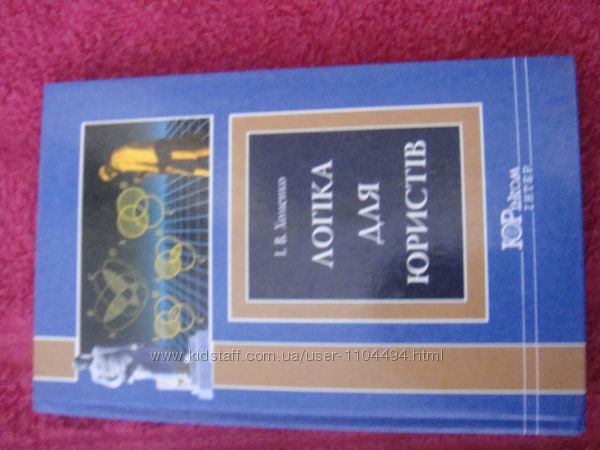 І. В. Хоменко
ЛОГІКА
ДЛЯ
ЮРИСТІВ
ЮРінком
ІНТЕР
www.kidstaff.com.ua/user-1104494.html